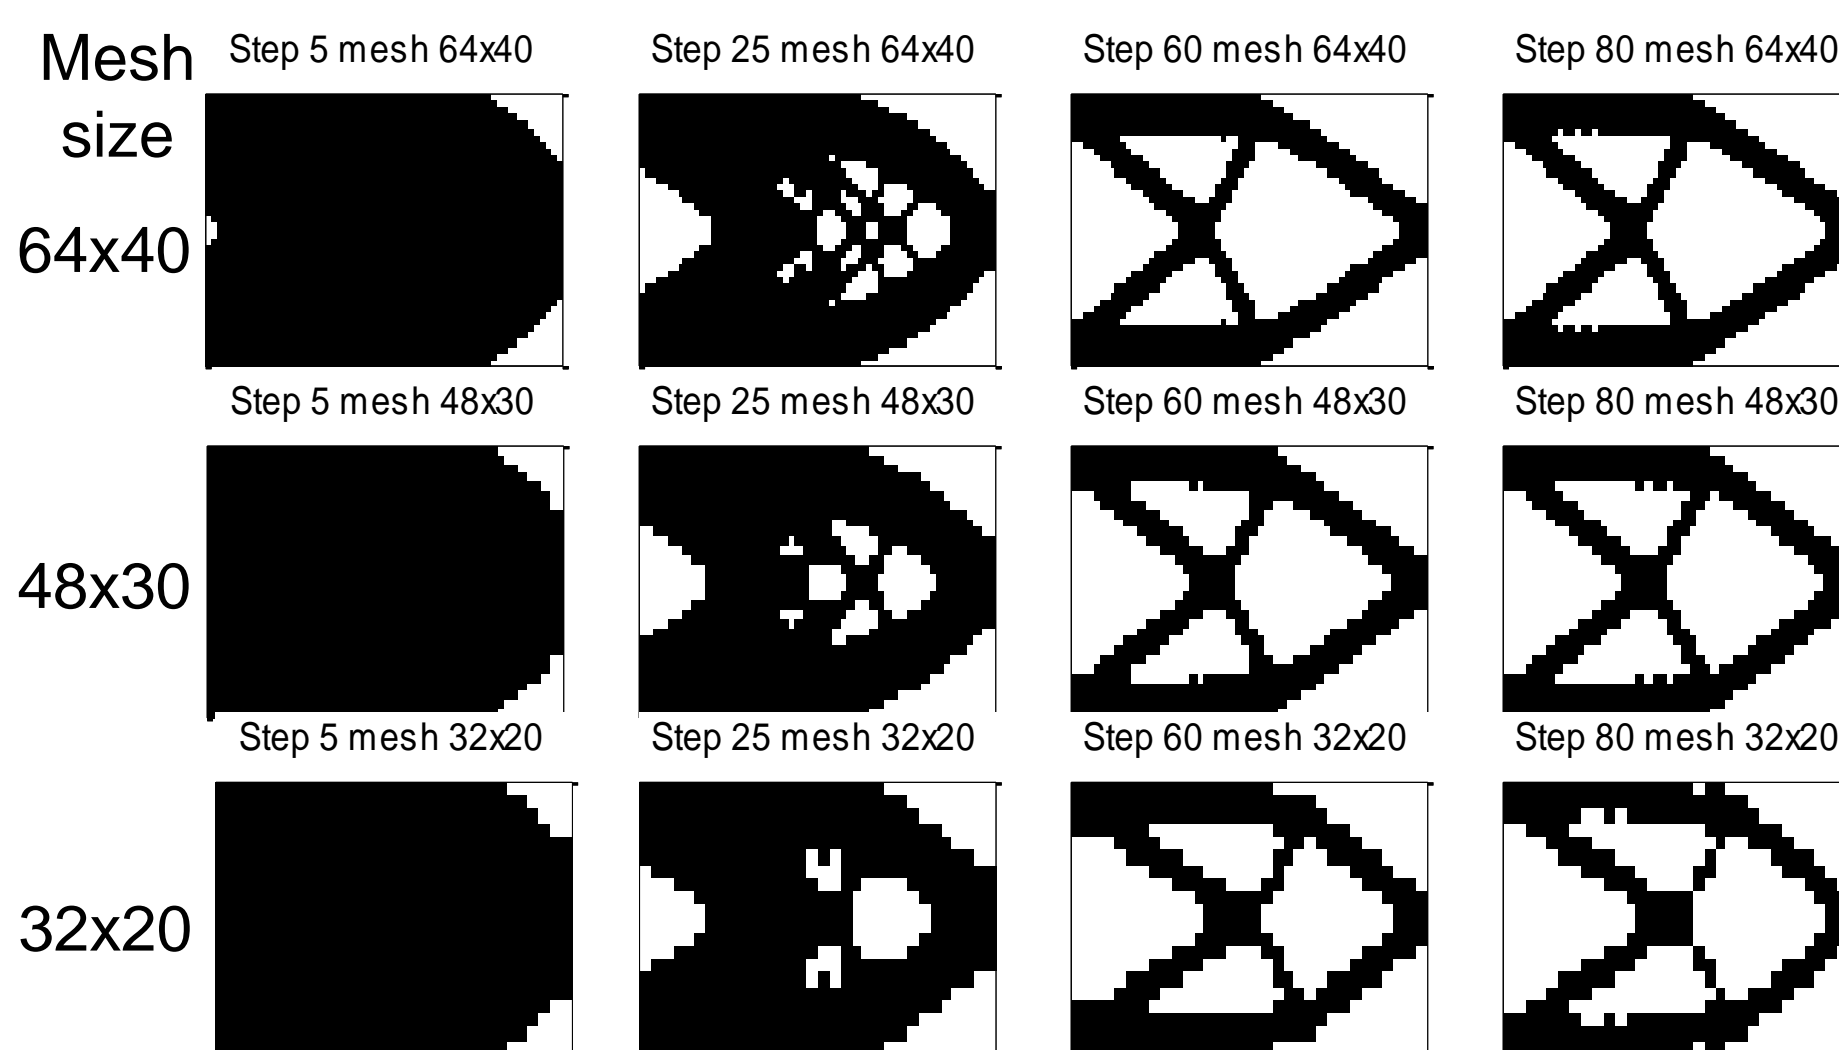 Mesh
size
Step 5 mesh 64x40
Step 25 mesh 64x40
Step 60 mesh 64x40
Step 80 mesh 64x40
64x40
Step 5 mesh 48x30
Step 25 mesh 48x30
Step 60 mesh 48x30
Step 80 mesh 48x30
48x30
Step 5 mesh 32x20
Step 25 mesh 32x20
Step 60 mesh 32x20
Step 80 mesh 32x20
32x20